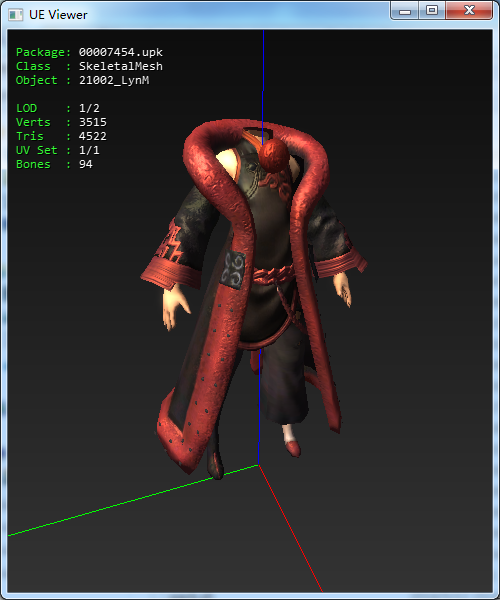 UE Viewer
Package: 00007454.upk
Class  : SkeletalMesh
Object : 21002_LynM
LOD    : 1/2
Verts  : 3515
Tris   : 4522
UV Set : 1/1
Bones  : 94